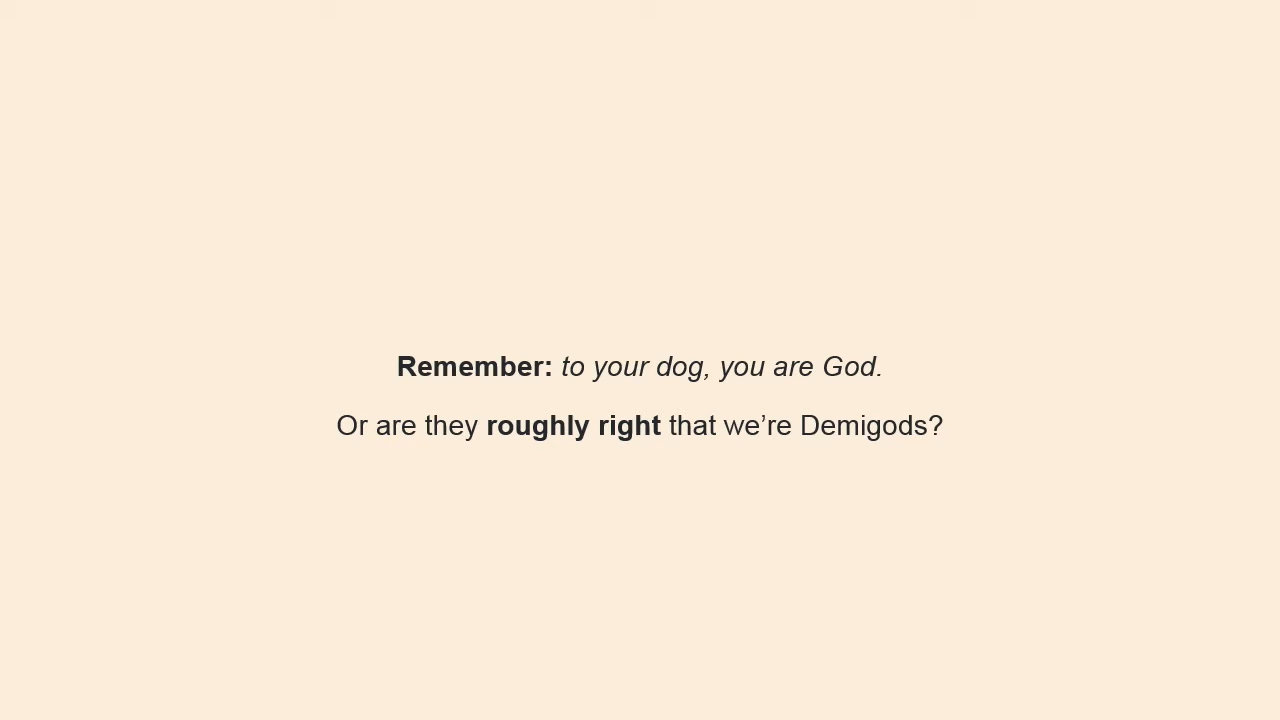 Remember: to your dog, you are God.
Or are they roughly right that we’re Demigods?